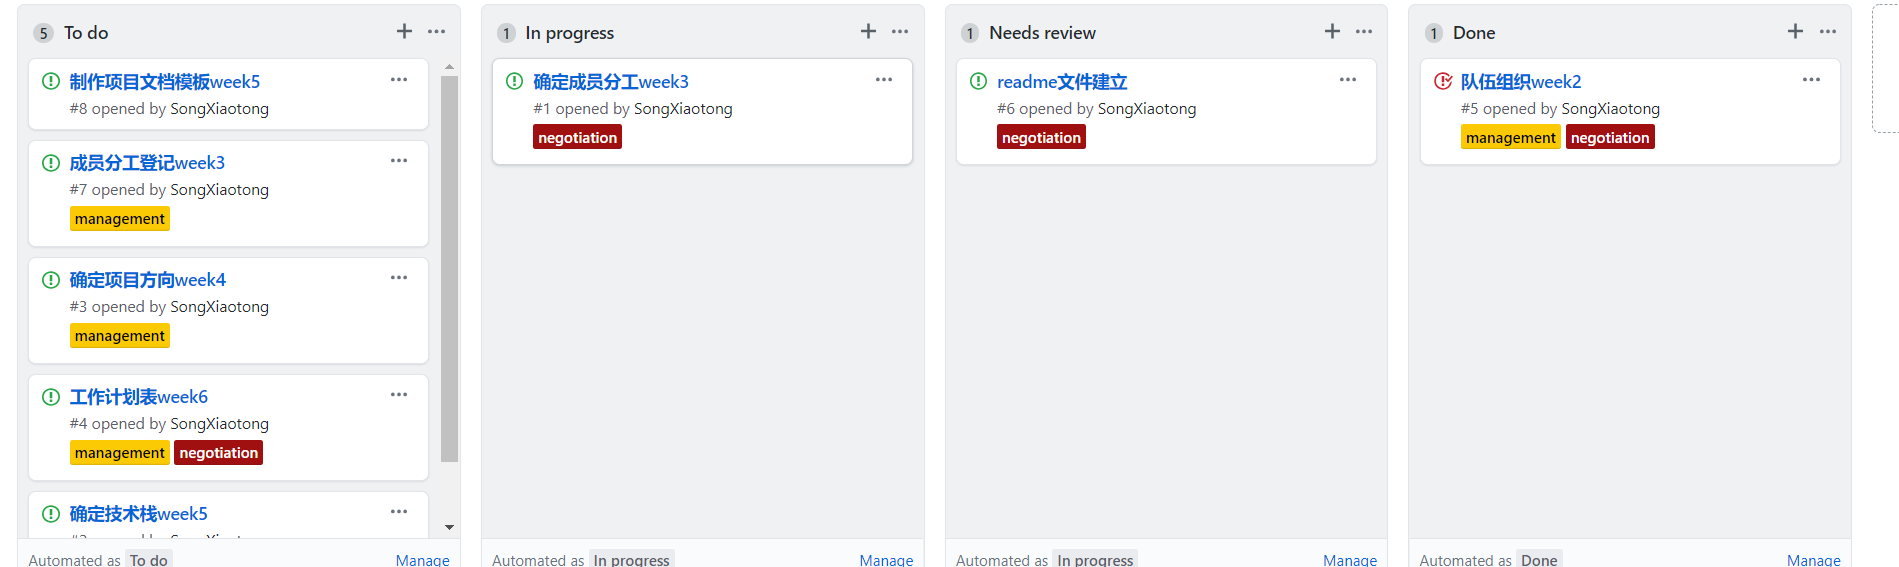 5 To do
制作项目文档模板week5
#8 opened by SongXiaotong
成员分工登记week3
#7 opened by SongXiaotong
management
确定项目方向week4
#3 opened by SongXiaotong
management
工作计划表week6
#4 opened by SongXiaotong
management negotiation
确定技术栈week5
Automated as To do Manage
1 In progress
确定成员分工week3
#1 opened by SongXiaotong
negotiation
Automated as In progress Manage
1 Needs review
readme文件建立
#6 opened by SongXiaotong
negotiation
Automated as In progress Manage
1 Done
队伍组织week2
#5 opened by SongXiaotong
management negotiation
Automated as Done Manage